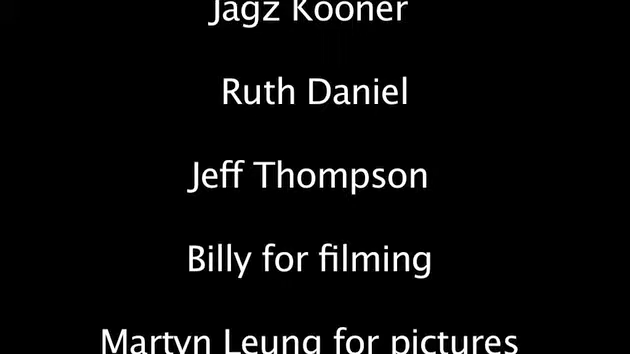 Jagz Kooner
Ruth Daniel
Jeff Thompson
Billy for filming
Martyn Leung for pictures